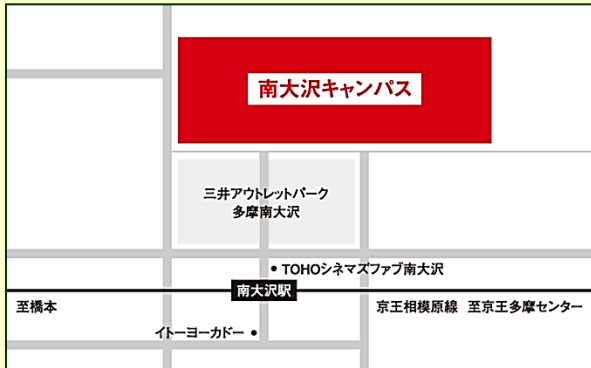 南大沢キャンパス
三井アウトレットパーク
多摩南大沢
TOHOシネマズファブ南大沢
南大沢駅
至橋本
京王相模原線 至京王多摩センター
イトーヨーカドー